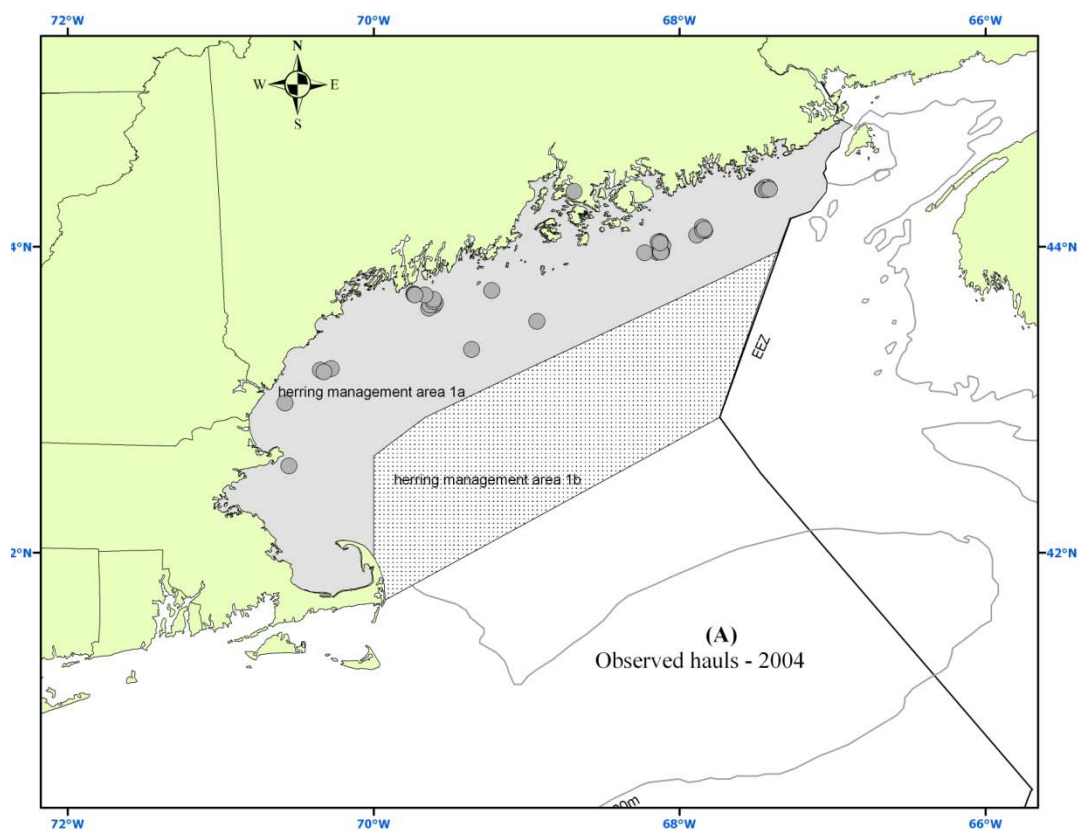 72°W 70°W 68°W 66°W
N
W E
S
4°N 44°N
EEZ
herring management area 1a
herring management area 1b
2°N 42°N
(A)
Observed hauls - 2004
72°W 70°W 68°W 66°W